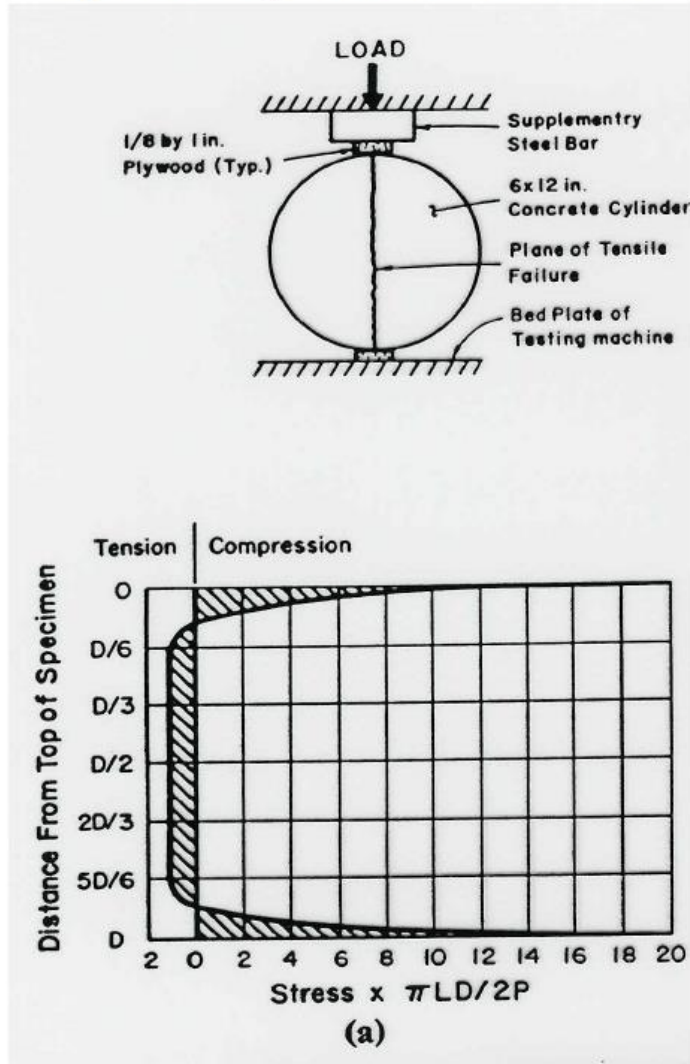 LOAD
1/8 by 1 in.
Plywood (Typ.)
Supplementry
Steel Bar
6x12 in.
Concrete Cylinder
Plane of Tensile
Failure
Bed Plate of
Testing machine
Tension
Compression
Distance From Top of Specimen
O
D/6
D/3
D/2
2D/3
5D/6
D
2 0 2 4 6 8 10 12 14 16 18 20
Stress x πLD/2P
(a)